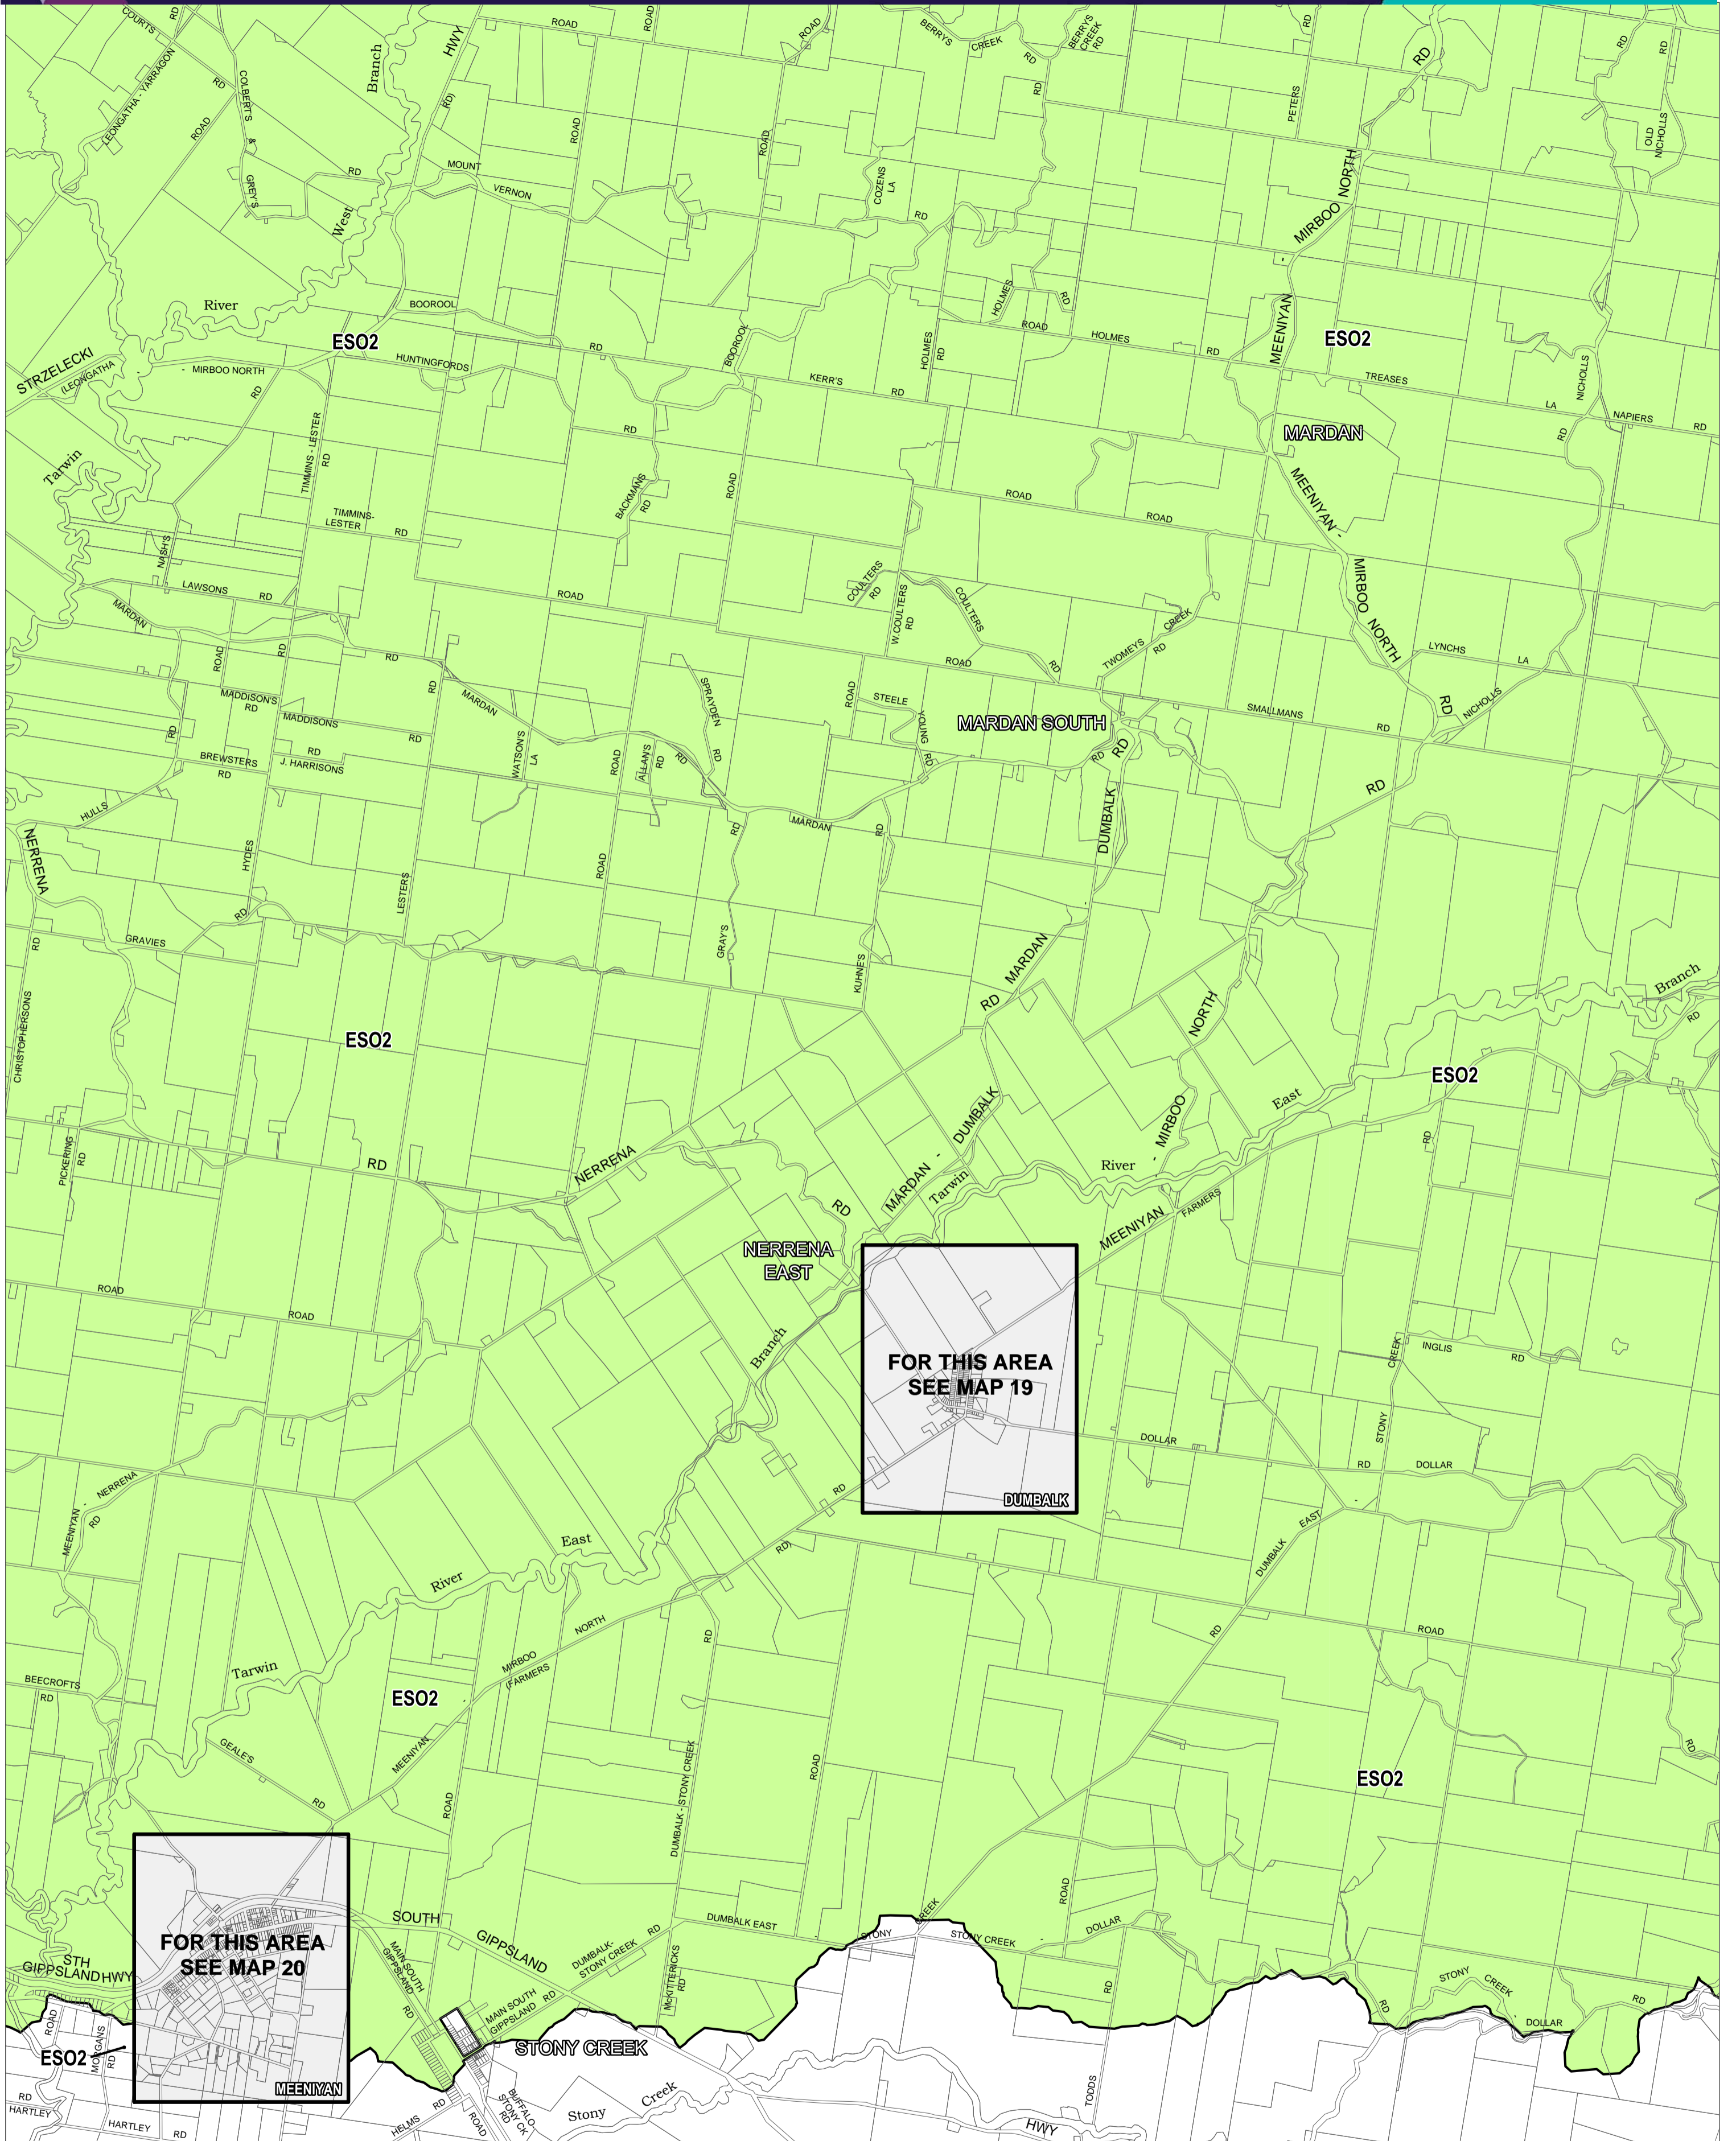 COURTS
RD
LEONGATHA - YARRAGON
RD
ROAD
COLBERT'S
&
GREY'S
RD
Branch
West
HWY
RD)
MOUNT
VERNON
ROAD
ROAD
ROAD
ROAD
ROAD
BERRYS
CREEK
RD
BERRYS
CREEK
RD
RD
COZENS
LA
RD
RD
PETERS
RD
MIRBOO NORTH
-
MEENIYAN
RD
RD
OLD
NICHOLLS
River
BOOROOL
RD
BOOROOL
ESO2
STRZELECKI
(LEONGATHA
- MIRBOO NORTH
HUNTINGFORDS
RD
HOLMES
RD
ROAD
HOLMES
RD
HOLMES
RD
ESO2
TREASES
LA
NICHOLLS
RD
NAPIERS
RD
KERR'S
RD
MARDAN
Tarwin
TIMMINS - LESTER
RD
RD
BACKMANS
RD
ROAD
ROAD
ROAD
MEENIYAN -
MIRBOO NORTH
RD
TIMMINS-
LESTER
RD
NASH'S
LAWSONS
RD
MARDAN
RD
ROAD
COULTERS
RD
W.COULTERS
RD
COULTERS
RD
TWOMEY'S
CREEK
RD
LYNCHS
LA
NICHOLLS
ROAD
RD
RD
MARDAN
RD
SPRAYDEN
RD
ROAD
STEELE
YOUNG
RD
ROAD
MARDAN SOUTH
SMALLMANS
RD
MADDISON'S
RD
MADDISONS
RD
RD
BREWSTERS
RD
RD
J. HARRISONS
WATSON'S
LA
ROAD
ALLAN'S
RD
RD
RD
DUMBALK
RD
HULLS
NERRENA
HYDES
LESTERS
ROAD
RD
MARDAN
RD
-
RD
RD
GRAVIES
GRAY'S
KUHNE'S
MARDAN
RD
RD
CHRISTOPHERSONS
ESO2
NORTH
Branch
RD
ESO2
East
DUMBALK
MIRBOO
-
RD
PICKERING
RD
RD
NERRENA
RD
MARDAN -
Tarwin
River
MEENIYAN
FARMERS
NERRENA
EAST
ROAD
ROAD
Branch
FOR THIS AREA
SEE MAP 19
DUMBALK
CREEK
STONY
INGLIS
RD
DOLLAR
RD
DOLLAR
MEENIYAN -
NERRENA
RD
RD
RD)
East
River
DUMBALK
EAST
-
RD
ROAD
NORTH
MIRBOO
(FARMERS
RD
BEECROFTS
RD
Tarwin
ESO2
-
MEENIYAN
GEALE'S
RD
ROAD
DUMBALK - STONY CREEK
ROAD
RD
ESO2
FOR THIS AREA
SEE MAP 20
MEENIYAN
SOUTH
GIPPSLAND
MAIN SOUTH
GIPPSLAND
RD
DUMBALK-
STONY CREEK
RD
DUMBALK EAST
-
STONY
CREEK
STONY CREEK
-
DOLLAR
ROAD
RD
McKITTERICKS
RD
MAIN SOUTH
GIPPSLAND RD
STH
GIPPSLAND HWY
STONY
CREEK
-
DOLLAR
RD
RD
ROAD
MORGANS
RD
ESO2
STONY CREEK
RD
HARTLEY
HARTLEY
RD
HELMS
RD
ROAD
BUFFALO-
STONY CK
RD
Stony
Creek
HWY
TODDS